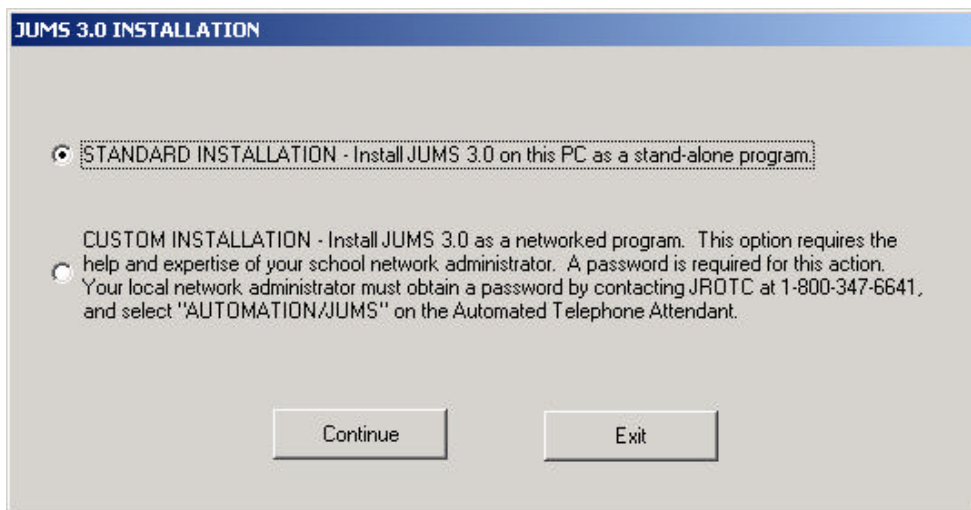 JUMS 3.0 INSTALLATION
STANDARD INSTALLATION - Install JUMS 3.0 on this PC as a stand-alone program.
CUSTOM INSTALLATION - Install JUMS 3.0 as a networked program.  This option requires the
help and expertise of your school network administrator.  A password is required for this action.
Your local network administrator must obtain a password by contacting JROTC at 1-800-347-6641,
and select "AUTOMATION/JUMS" on the Automated Telephone Attendant.
Continue
Exit